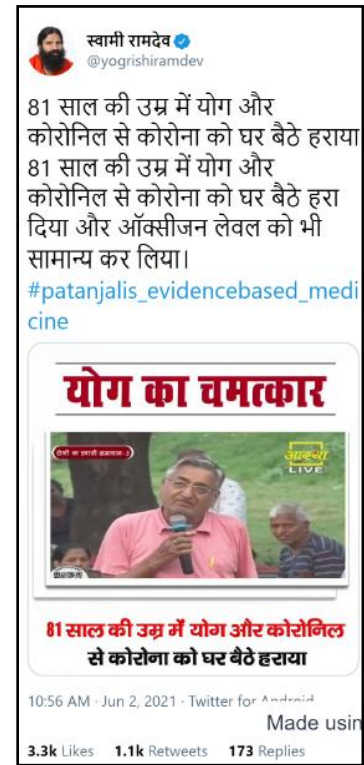 स्वामी रामदेव
@yogrishiramdev
81 साल की उम्र में योग और
कोरोनिल से कोरोना को घर बैठे हराया
81 साल की उम्र में योग और
कोरोनिल से कोरोना को घर बैठे हरा
दिया और ऑक्सीजन लेवल को भी
सामान्य कर लिया।
#patanjalis_evidencebased_medi
cine
योग का चमत्कार
आस्था
LIVE
81 साल की उम्र में योग और कोरोनिल
से कोरोना को घर बैठे हराया
10:56 AM · Jun 2, 2021 · Twitter for Android
Made usin
3.3k Likes 1.1k Retweets 173 Replies